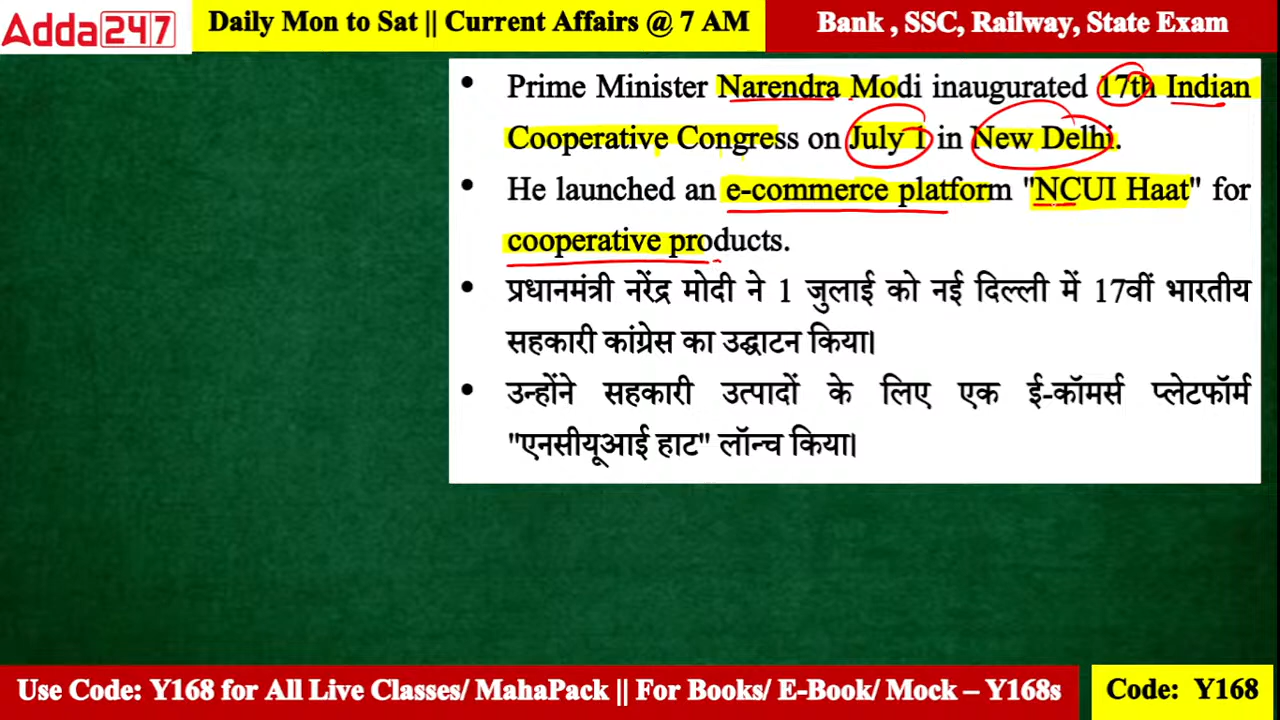 Adda247
Daily Mon to Sat || Current Affairs @ 7 AM
Bank , SSC, Railway, State Exam
• Prime Minister Narendra Modi inaugurated 17th Indian
Cooperative Congress on July 1 in New Delhi.
• He launched an e-commerce platform "NCUI Haat" for
cooperative products.
• प्रधानमंत्री नरेंद्र मोदी ने 1 जुलाई को नई दिल्ली में 17वीं भारतीय
सहकारी कांग्रेस का उद्घाटन किया।
• उन्होंने सहकारी उत्पादों के लिए एक ई-कॉमर्स प्लेटफॉर्म
"एनसीयूआई हाट" लॉन्च किया।
Use Code: Y168 for All Live Classes/ MahaPack || For Books/ E-Book/ Mock – Y168s
Code: Y168